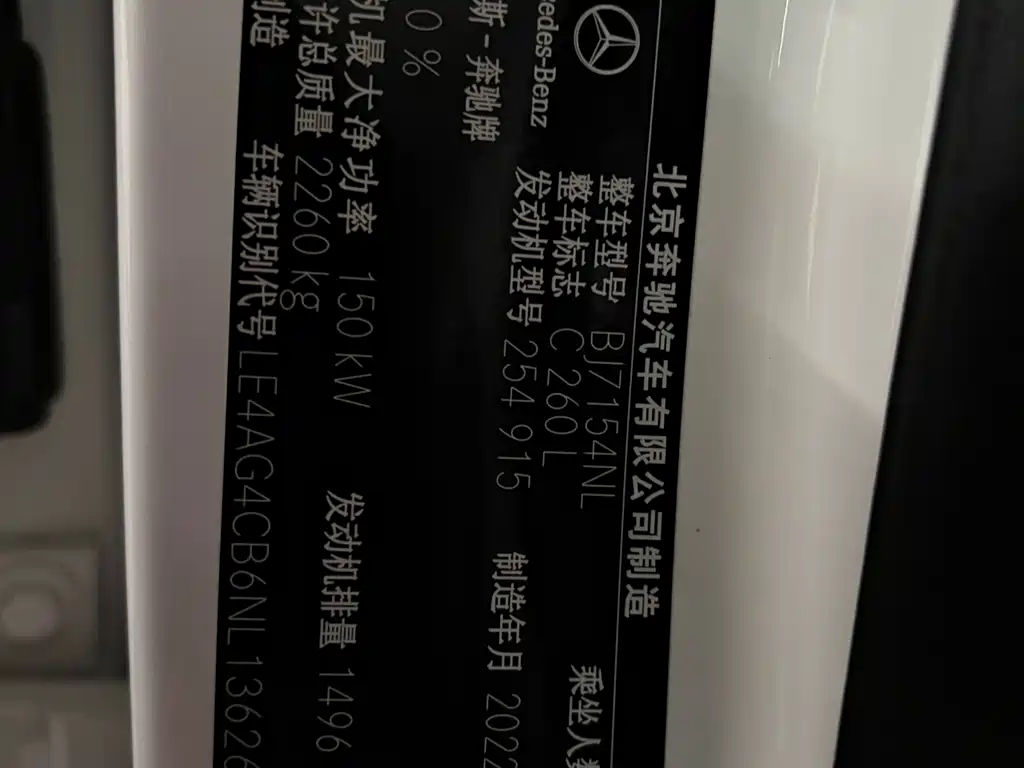 北京奔驰汽车有限公司制造
edes-Benz 整车型号 BJ7154NL 乘坐人数
整车标志 C 260 L
斯-奔驰牌 发动机型号 254 915 制造年月 2022
0 %
机最大净功率 150 kW 发动机排量 1496
许总质量 2260 kg
制造 车辆识别代号 LE4AG4CB6NL13626